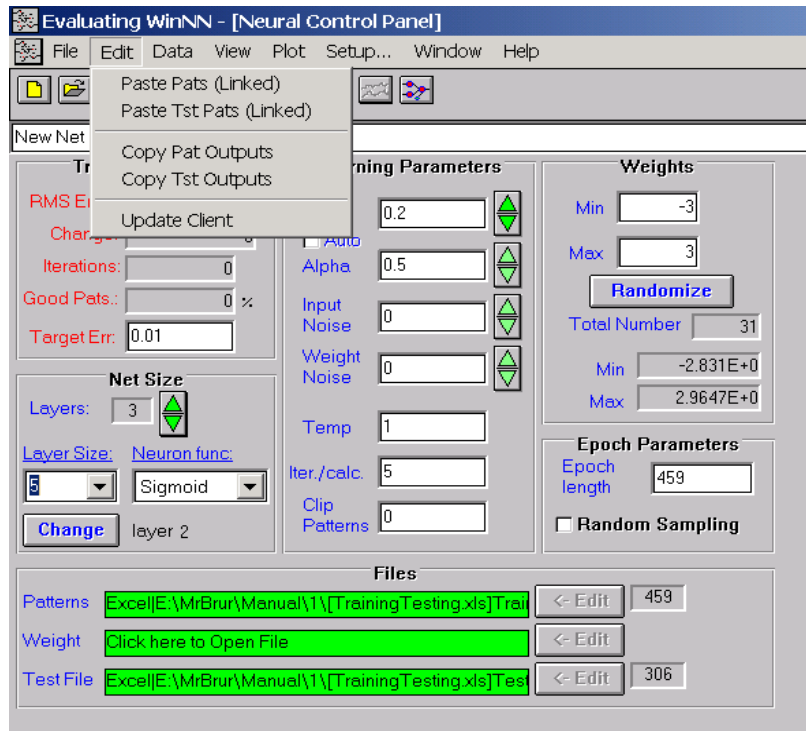 Evaluating WinNN - [Neural Control Panel]
File Edit Data View Plot Setup... Window Help
Paste Pats (Linked)
Paste Tst Pats (Linked)
Copy Pat Outputs
Copy Tst Outputs
Update Client
New Net
RMS
Iterations: 0
Good Pats.: 0 %
Target Err: 0.01
Net Size
Layers: 3
Layer Size: Neuron func:
5 Sigmoid
Change layer 2
Parameters
0.2
Auto
Alpha 0.5
Input
Noise 0
Weight
Noise 0
Temp 1
Iter./calc. 5
Clip
Patterns 0
Weights
Min -3
Max 3
Randomize
Total Number 31
Min -2.831E+0
Max 2.9647E+0
Epoch Parameters
Epoch
length 459
Random Sampling
Files
Patterns Excel|E:\MrBrur\Manual\1\[TrainingTesting.xls]Trai <- Edit 459
Weight Click here to Open File <- Edit
Test File Excel|E:\MrBrur\Manual\1\[TrainingTesting.xls]Test <- Edit 306